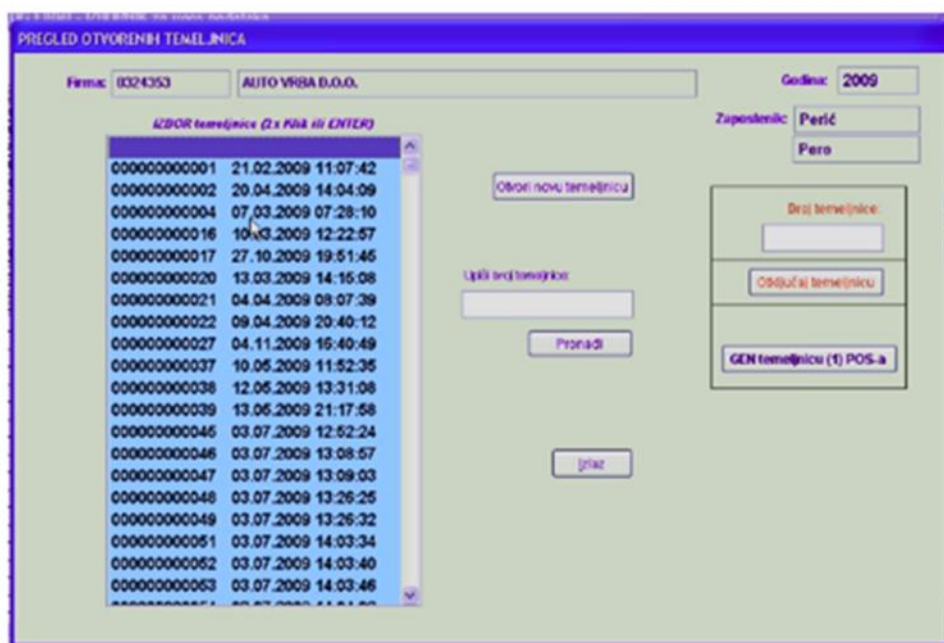 PREGLED OTVORENIH TEMELJNICA
Firma: 0324353 AUTO VRBA D.O.O.
Godina: 2009
IZBOR temeljnice (2x Klik ili ENTER)
Zaposlenik: Perić
Pero
000000000001 21.02.2009 11:07:42
000000000002 20.04.2009 14:04:09
000000000004 07.03.2009 07:28:10
000000000016 10.03.2009 12:22:57
000000000017 27.10.2009 19:51:45
000000000020 13.03.2009 14:15:08
000000000021 04.04.2009 08:07:39
000000000022 09.04.2009 20:40:12
000000000027 04.11.2009 15:40:49
000000000037 10.05.2009 11:52:35
000000000038 12.05.2009 13:31:08
000000000039 13.05.2009 21:17:58
000000000045 03.07.2009 12:52:24
000000000046 03.07.2009 13:08:57
000000000047 03.07.2009 13:09:03
000000000048 03.07.2009 13:26:25
000000000049 03.07.2009 13:26:32
000000000051 03.07.2009 14:03:34
000000000052 03.07.2009 14:03:40
000000000053 03.07.2009 14:03:46
Otvori novu temeljnicu
Upiši broj temeljnice:
Pronađi
Izlaz
Broj temeljnice:
Otključaj temeljnicu
GEN temeljnicu (1) POS-a